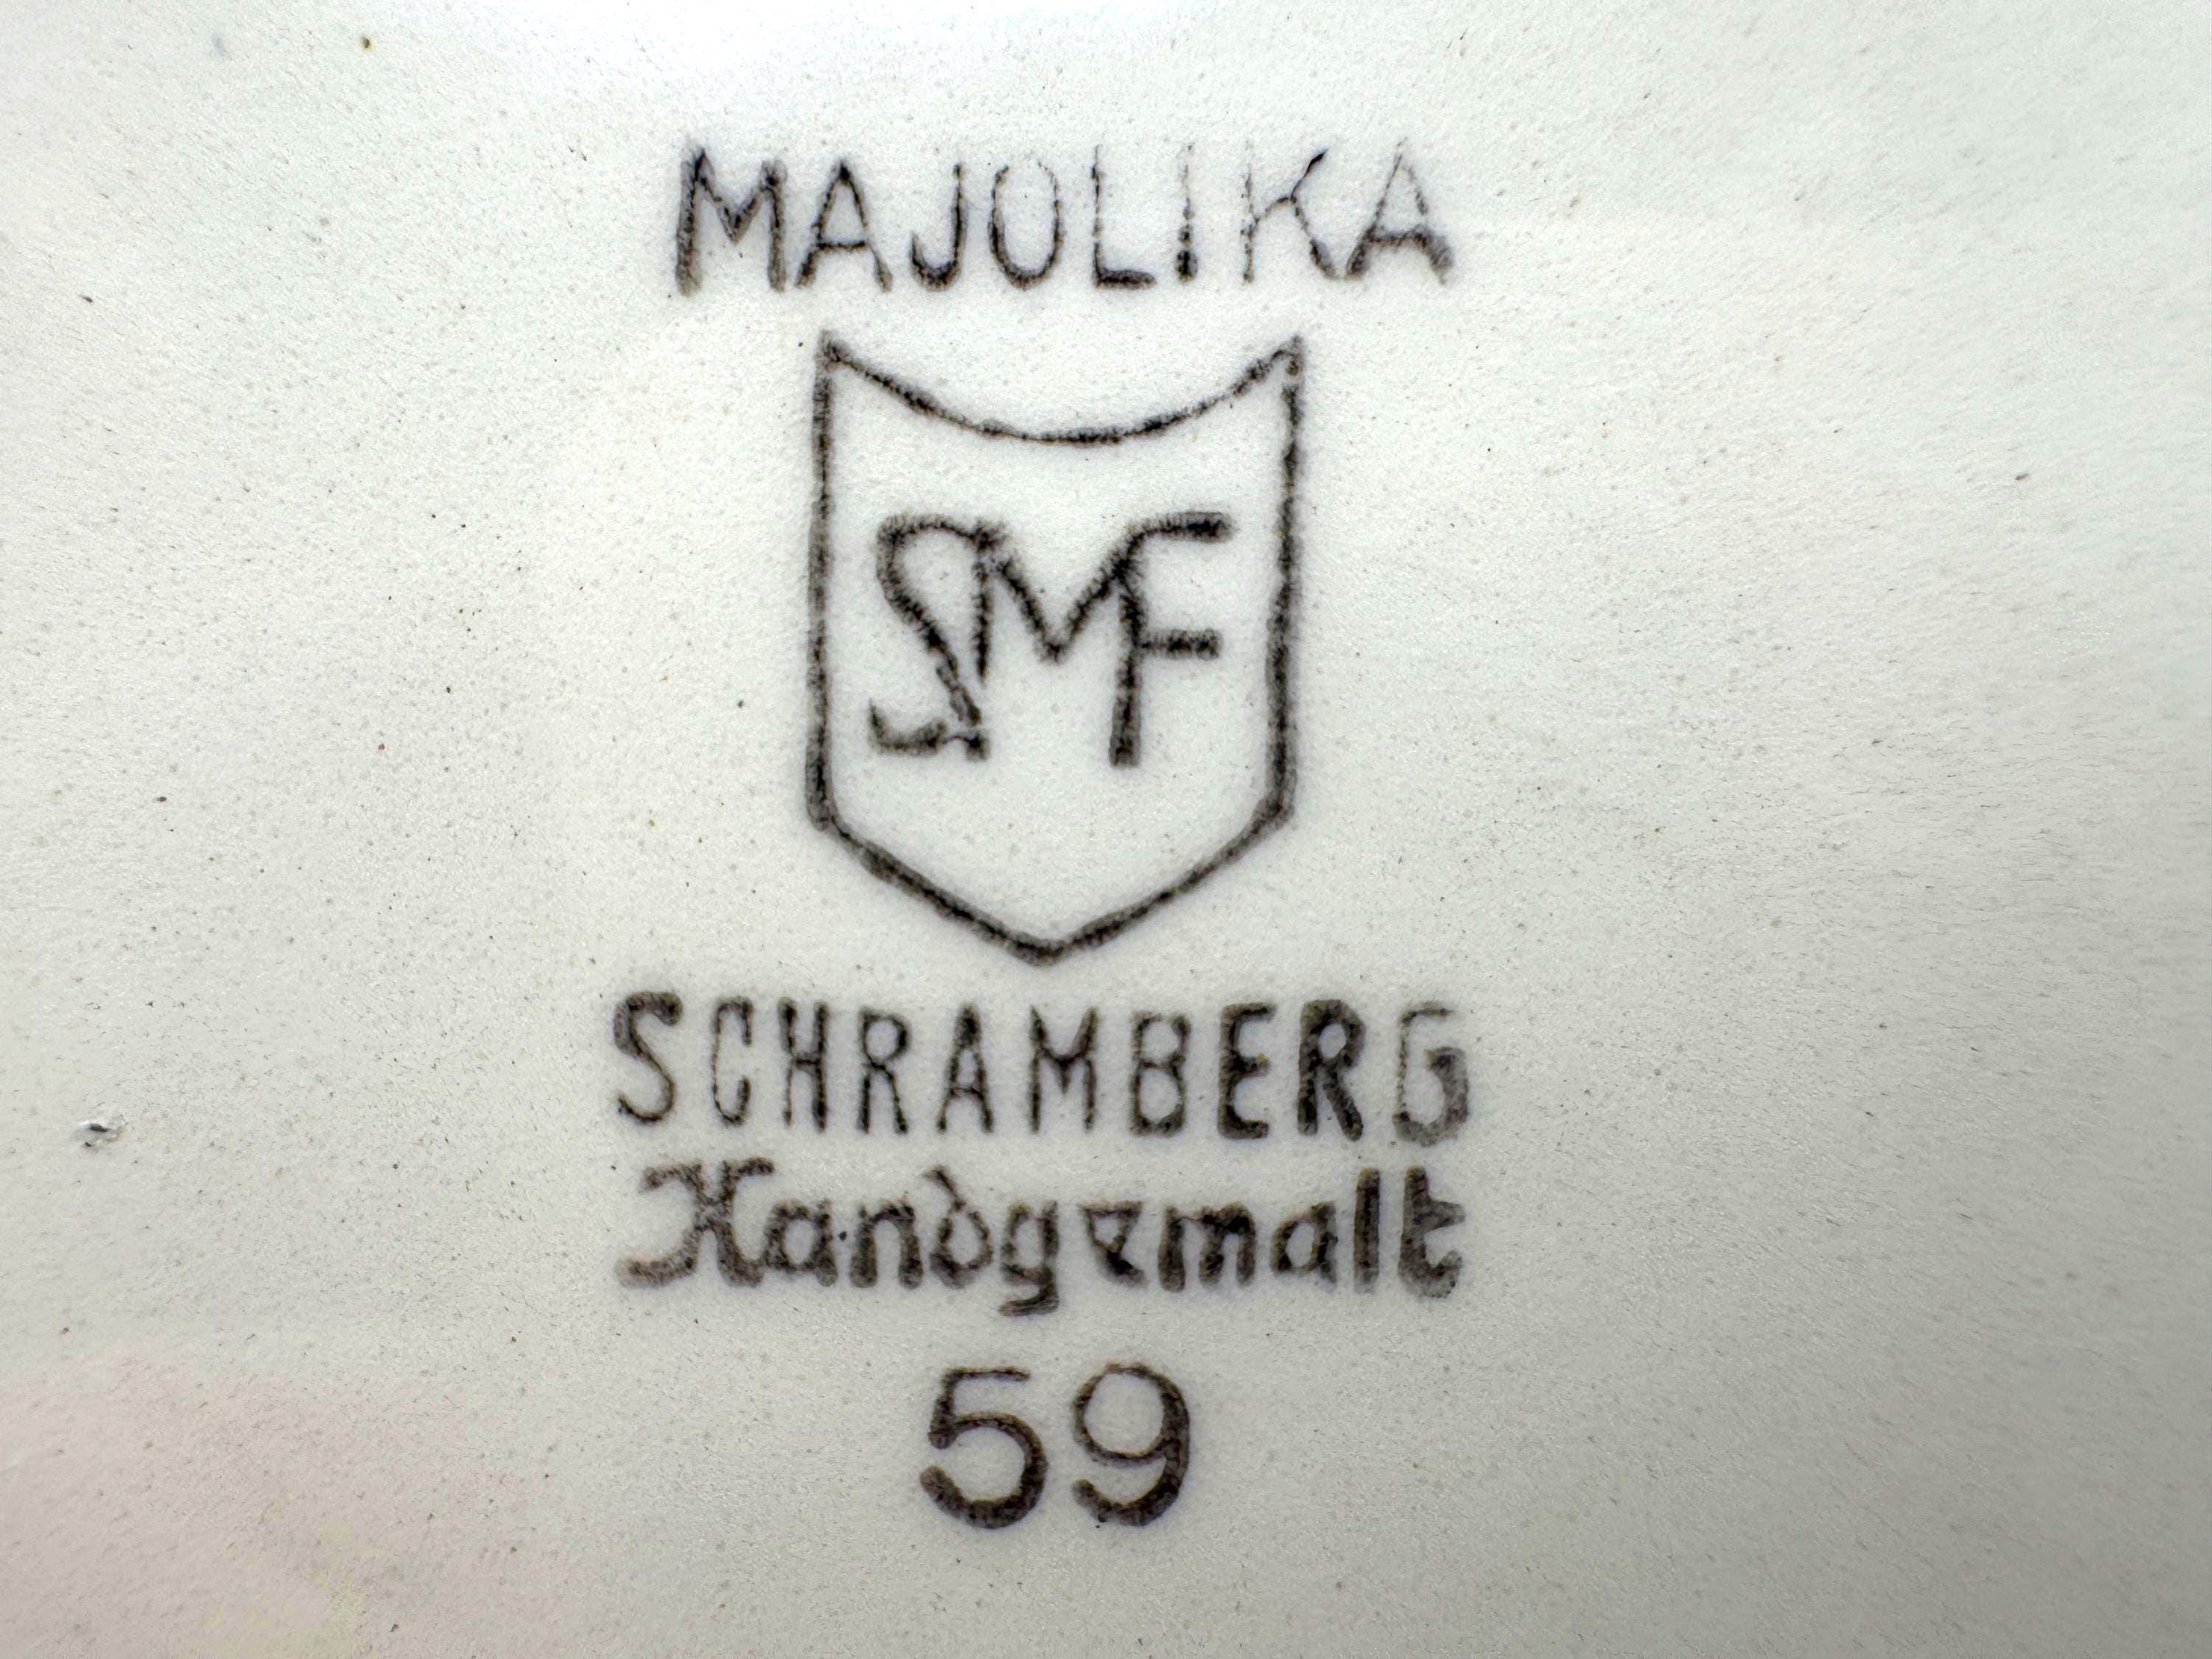 MAJOLIKA
SMF
SCHRAMBERG
Handgemalt
59